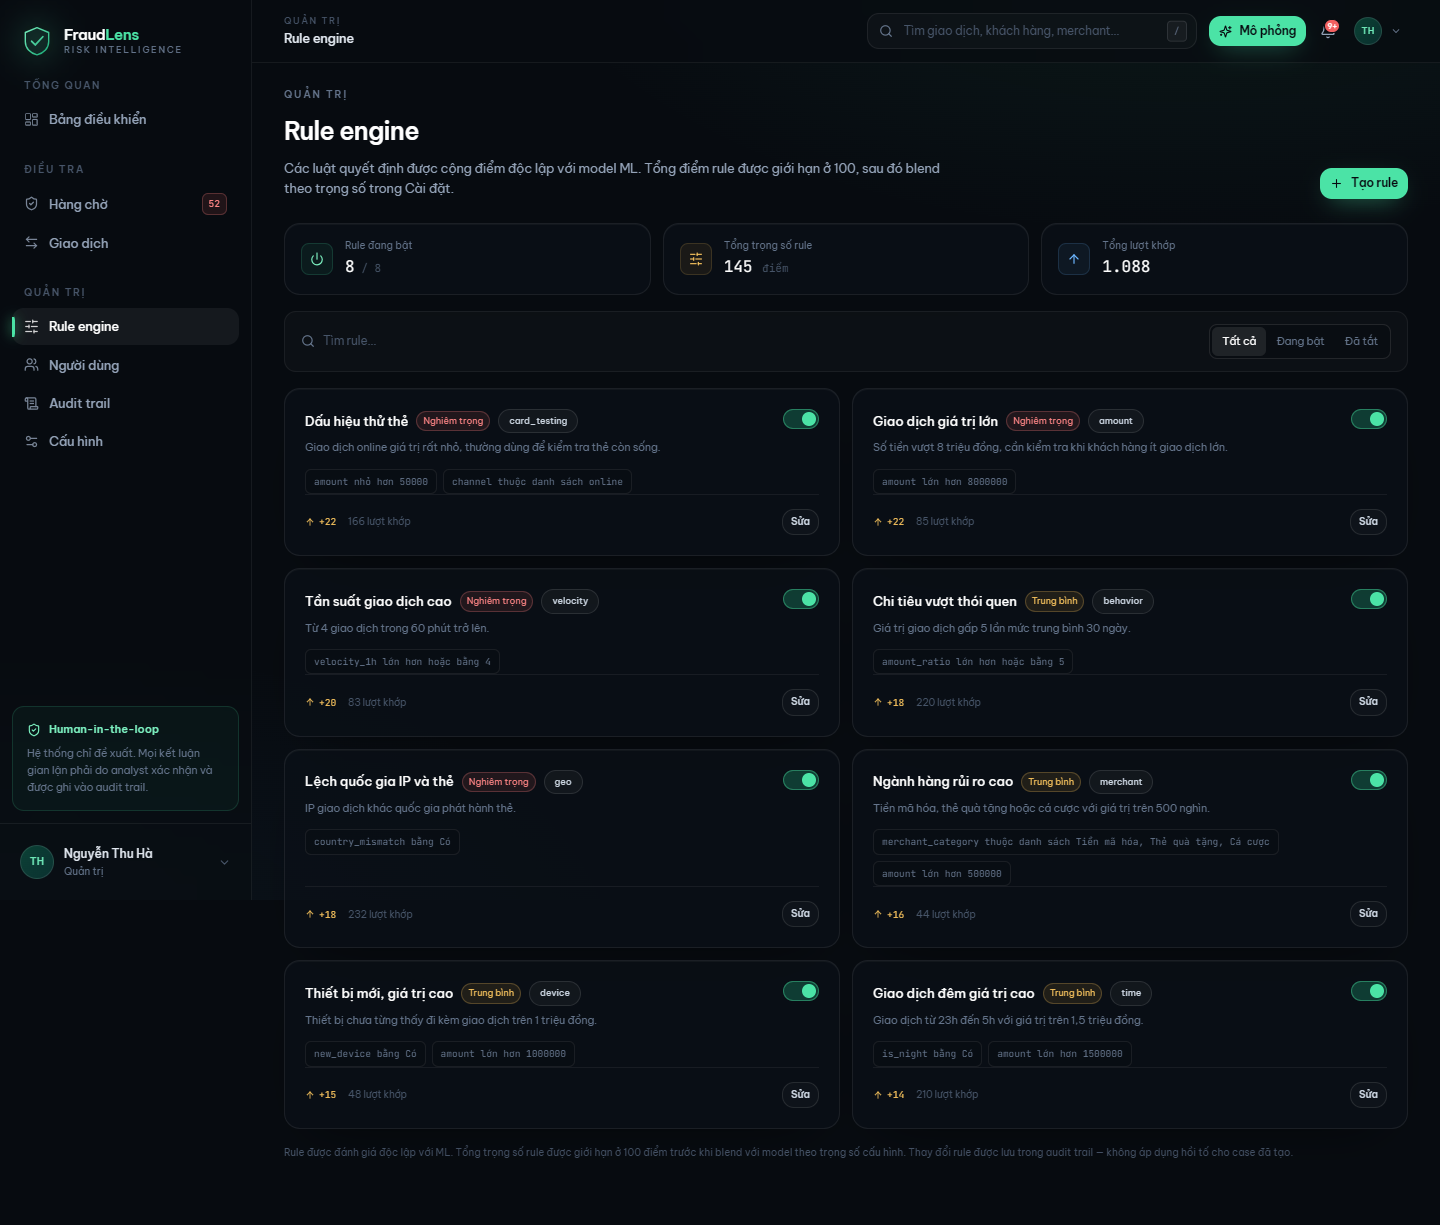 FraudLens
RISK INTELLIGENCE
TỔNG QUAN
Bảng điều khiển
ĐIỀU TRA
Hàng chờ
52
Giao dịch
QUẢN TRỊ
Rule engine
Người dùng
Audit trail
Cấu hình
Human-in-the-loop
Hệ thống chỉ đề xuất. Mọi kết luận
gian lận phải do analyst xác nhận và
được ghi vào audit trail.
TH
Nguyễn Thu Hà
Quản trị
QUẢN TRỊ
Rule engine
Tìm giao dịch, khách hàng, merchant...
/
Mô phỏng
9+
TH
QUẢN TRỊ
Rule engine
Các luật quyết định được cộng điểm độc lập với model ML. Tổng điểm rule được giới hạn ở 100, sau đó blend
theo trọng số trong Cài đặt.
Tạo rule
Rule đang bật
8 / 8
Tổng trọng số rule
145 điểm
Tổng lượt khớp
1.088
Tìm rule...
Tất cả
Đang bật
Đã tắt
Dấu hiệu thử thẻ
Nghiêm trọng
card_testing
Giao dịch online giá trị rất nhỏ, thường dùng để kiểm tra thẻ còn sống.
amount nhỏ hơn 50000
channel thuộc danh sách online
+22
166 lượt khớp
Sửa
Giao dịch giá trị lớn
Nghiêm trọng
amount
Số tiền vượt 8 triệu đồng, cần kiểm tra khi khách hàng ít giao dịch lớn.
amount lớn hơn 8000000
+22
85 lượt khớp
Sửa
Tần suất giao dịch cao
Nghiêm trọng
velocity
Từ 4 giao dịch trong 60 phút trở lên.
velocity_1h lớn hơn hoặc bằng 4
+20
83 lượt khớp
Sửa
Chi tiêu vượt thói quen
Trung bình
behavior
Giá trị giao dịch gấp 5 lần mức trung bình 30 ngày.
amount_ratio lớn hơn hoặc bằng 5
+18
220 lượt khớp
Sửa
Lệch quốc gia IP và thẻ
Nghiêm trọng
geo
IP giao dịch khác quốc gia phát hành thẻ.
country_mismatch bằng Có
+18
232 lượt khớp
Sửa
Ngành hàng rủi ro cao
Trung bình
merchant
Tiền mã hóa, thẻ quà tặng hoặc cá cược với giá trị trên 500 nghìn.
merchant_category thuộc danh sách Tiền mã hóa, Thẻ quà tặng, Cá cược
amount lớn hơn 500000
+16
44 lượt khớp
Sửa
Thiết bị mới, giá trị cao
Trung bình
device
Thiết bị chưa từng thấy đi kèm giao dịch trên 1 triệu đồng.
new_device bằng Có
amount lớn hơn 1000000
+15
48 lượt khớp
Sửa
Giao dịch đêm giá trị cao
Trung bình
time
Giao dịch từ 23h đến 5h với giá trị trên 1,5 triệu đồng.
is_night bằng Có
amount lớn hơn 1500000
+14
210 lượt khớp
Sửa
Rule được đánh giá độc lập với ML. Tổng trọng số rule được giới hạn ở 100 điểm trước khi blend với model theo trọng số cấu hình. Thay đổi rule được lưu trong audit trail — không áp dụng hồi tố cho case đã tạo.